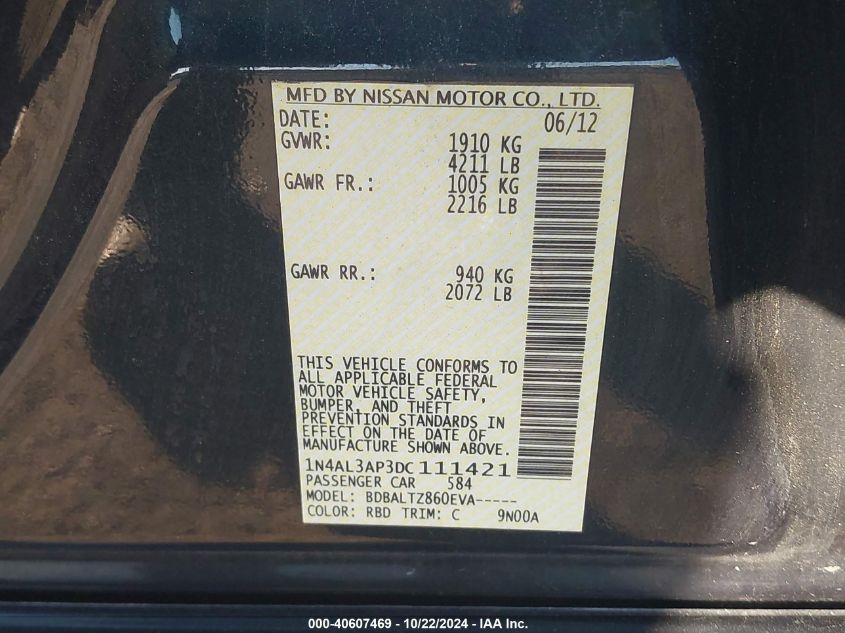 MFD BY NISSAN MOTOR CO., LTD.
DATE: 06/12
GVWR: 1910 KG
4211 LB
GAWR FR.: 1005 KG
2216 LB
GAWR RR.: 940 KG
2072 LB
THIS VEHICLE CONFORMS TO
ALL APPLICABLE FEDERAL
MOTOR VEHICLE SAFETY,
BUMPER, AND THEFT
PREVENTION STANDARDS IN
EFFECT ON THE DATE OF
MANUFACTURE SHOWN ABOVE.
1N4AL3AP3DC111421
PASSENGER CAR 584
MODEL: BDBALTZ860EVA-----
COLOR: RBD TRIM: C 9N00A
000-40607469 - 10/22/2024 - IAA Inc.